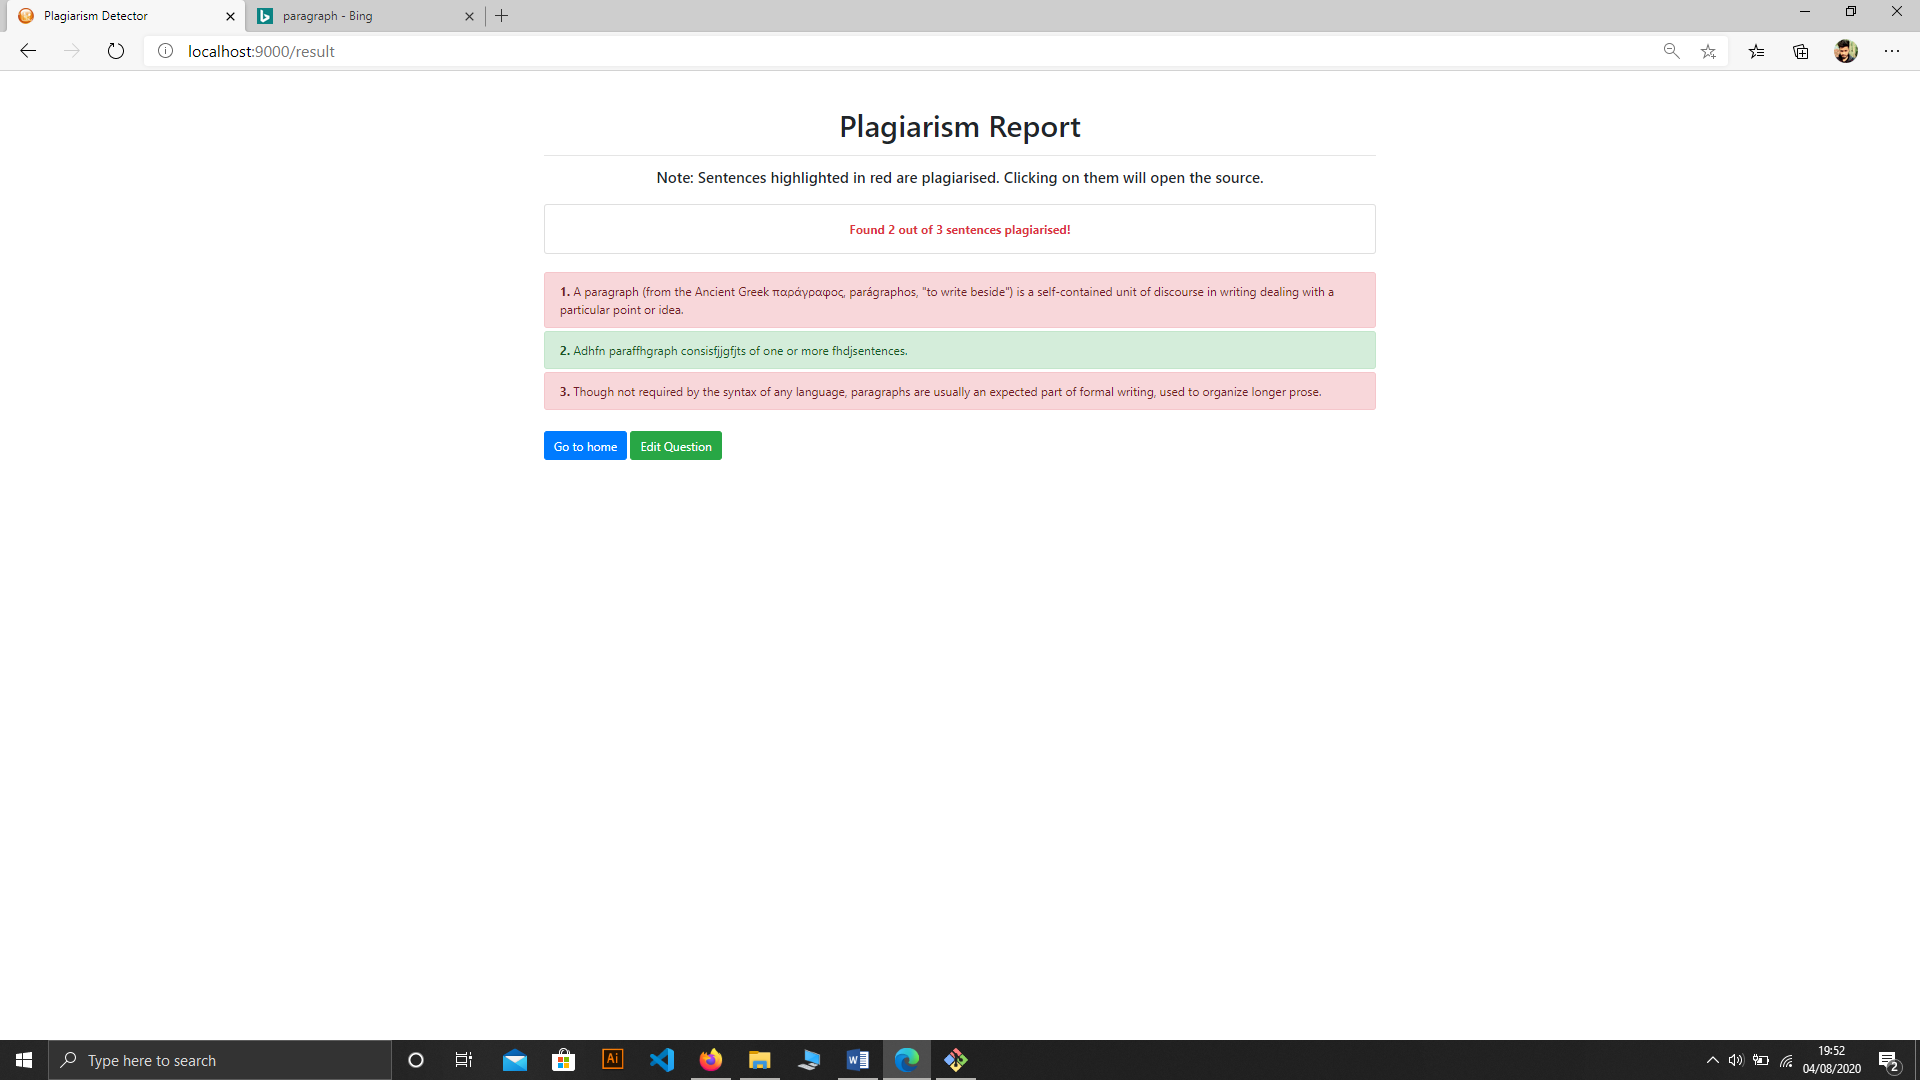 Plagiarism Detector
paragraph - Bing
localhost:9000/result
Plagiarism Report
Note: Sentences highlighted in red are plagiarised. Clicking on them will open the source.
Found 2 out of 3 sentences plagiarised!
1. A paragraph (from the Ancient Greek παράγραφος, parágraphos, "to write beside") is a self-contained unit of discourse in writing dealing with a
particular point or idea.
2. Adhfn paraffhgraph consisfjjgfjts of one or more fhdjsentences.
3. Though not required by the syntax of any language, paragraphs are usually an expected part of formal writing, used to organize longer prose.
Go to home Edit Question
Type here to search
Ai
19:52
04/08/2020
2